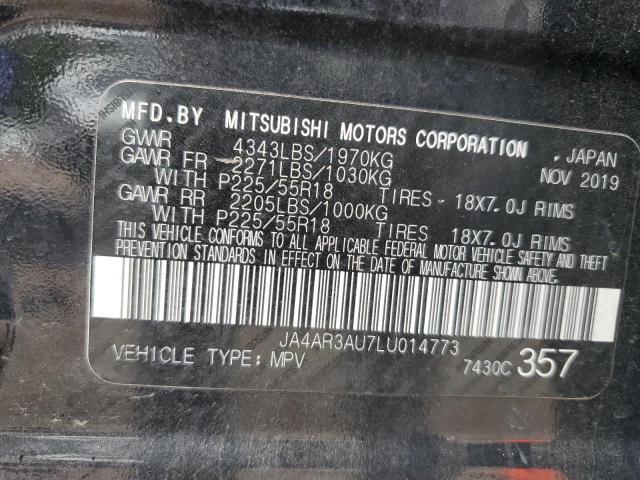 MFD.BY MITSUBISHI MOTORS CORPORATION , JAPAN
GVWR 4343LBS/1970KG NOV 2019
GAWR FR 2271LBS/1030KG
WITH P225/55R18 TIRES - 18X7.0J RIMS
GAWR RR 2205LBS/1000KG
WITH P225/55R18 TIRES 18X7.0J RIMS
THIS VEHICLE CONFORMS TO ALL APPLICABLE FEDERAL MOTOR VEHICLE SAFETY AND THEFT
PREVENTION STANDARDS IN EFFECT ON THE DATE OF MANUFACTURE SHOWN ABOVE.
JA4AR3AU7LU014773
VEHICLE TYPE: MPV 7430C 357